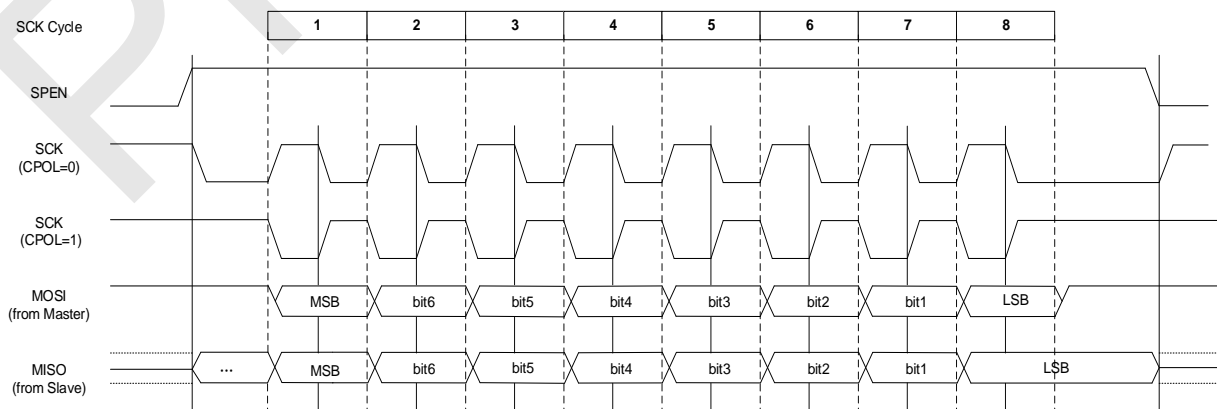 SCK Cycle 1 2 3 4 5 6 7 8
SPEN
SCK
(CPOL=0)
SCK
(CPOL=1)
MOSI
(from Master)
MSB bit6 bit5 bit4 bit3 bit2 bit1 LSB
MISO
(from Slave)
... MSB bit6 bit5 bit4 bit3 bit2 bit1 LSB